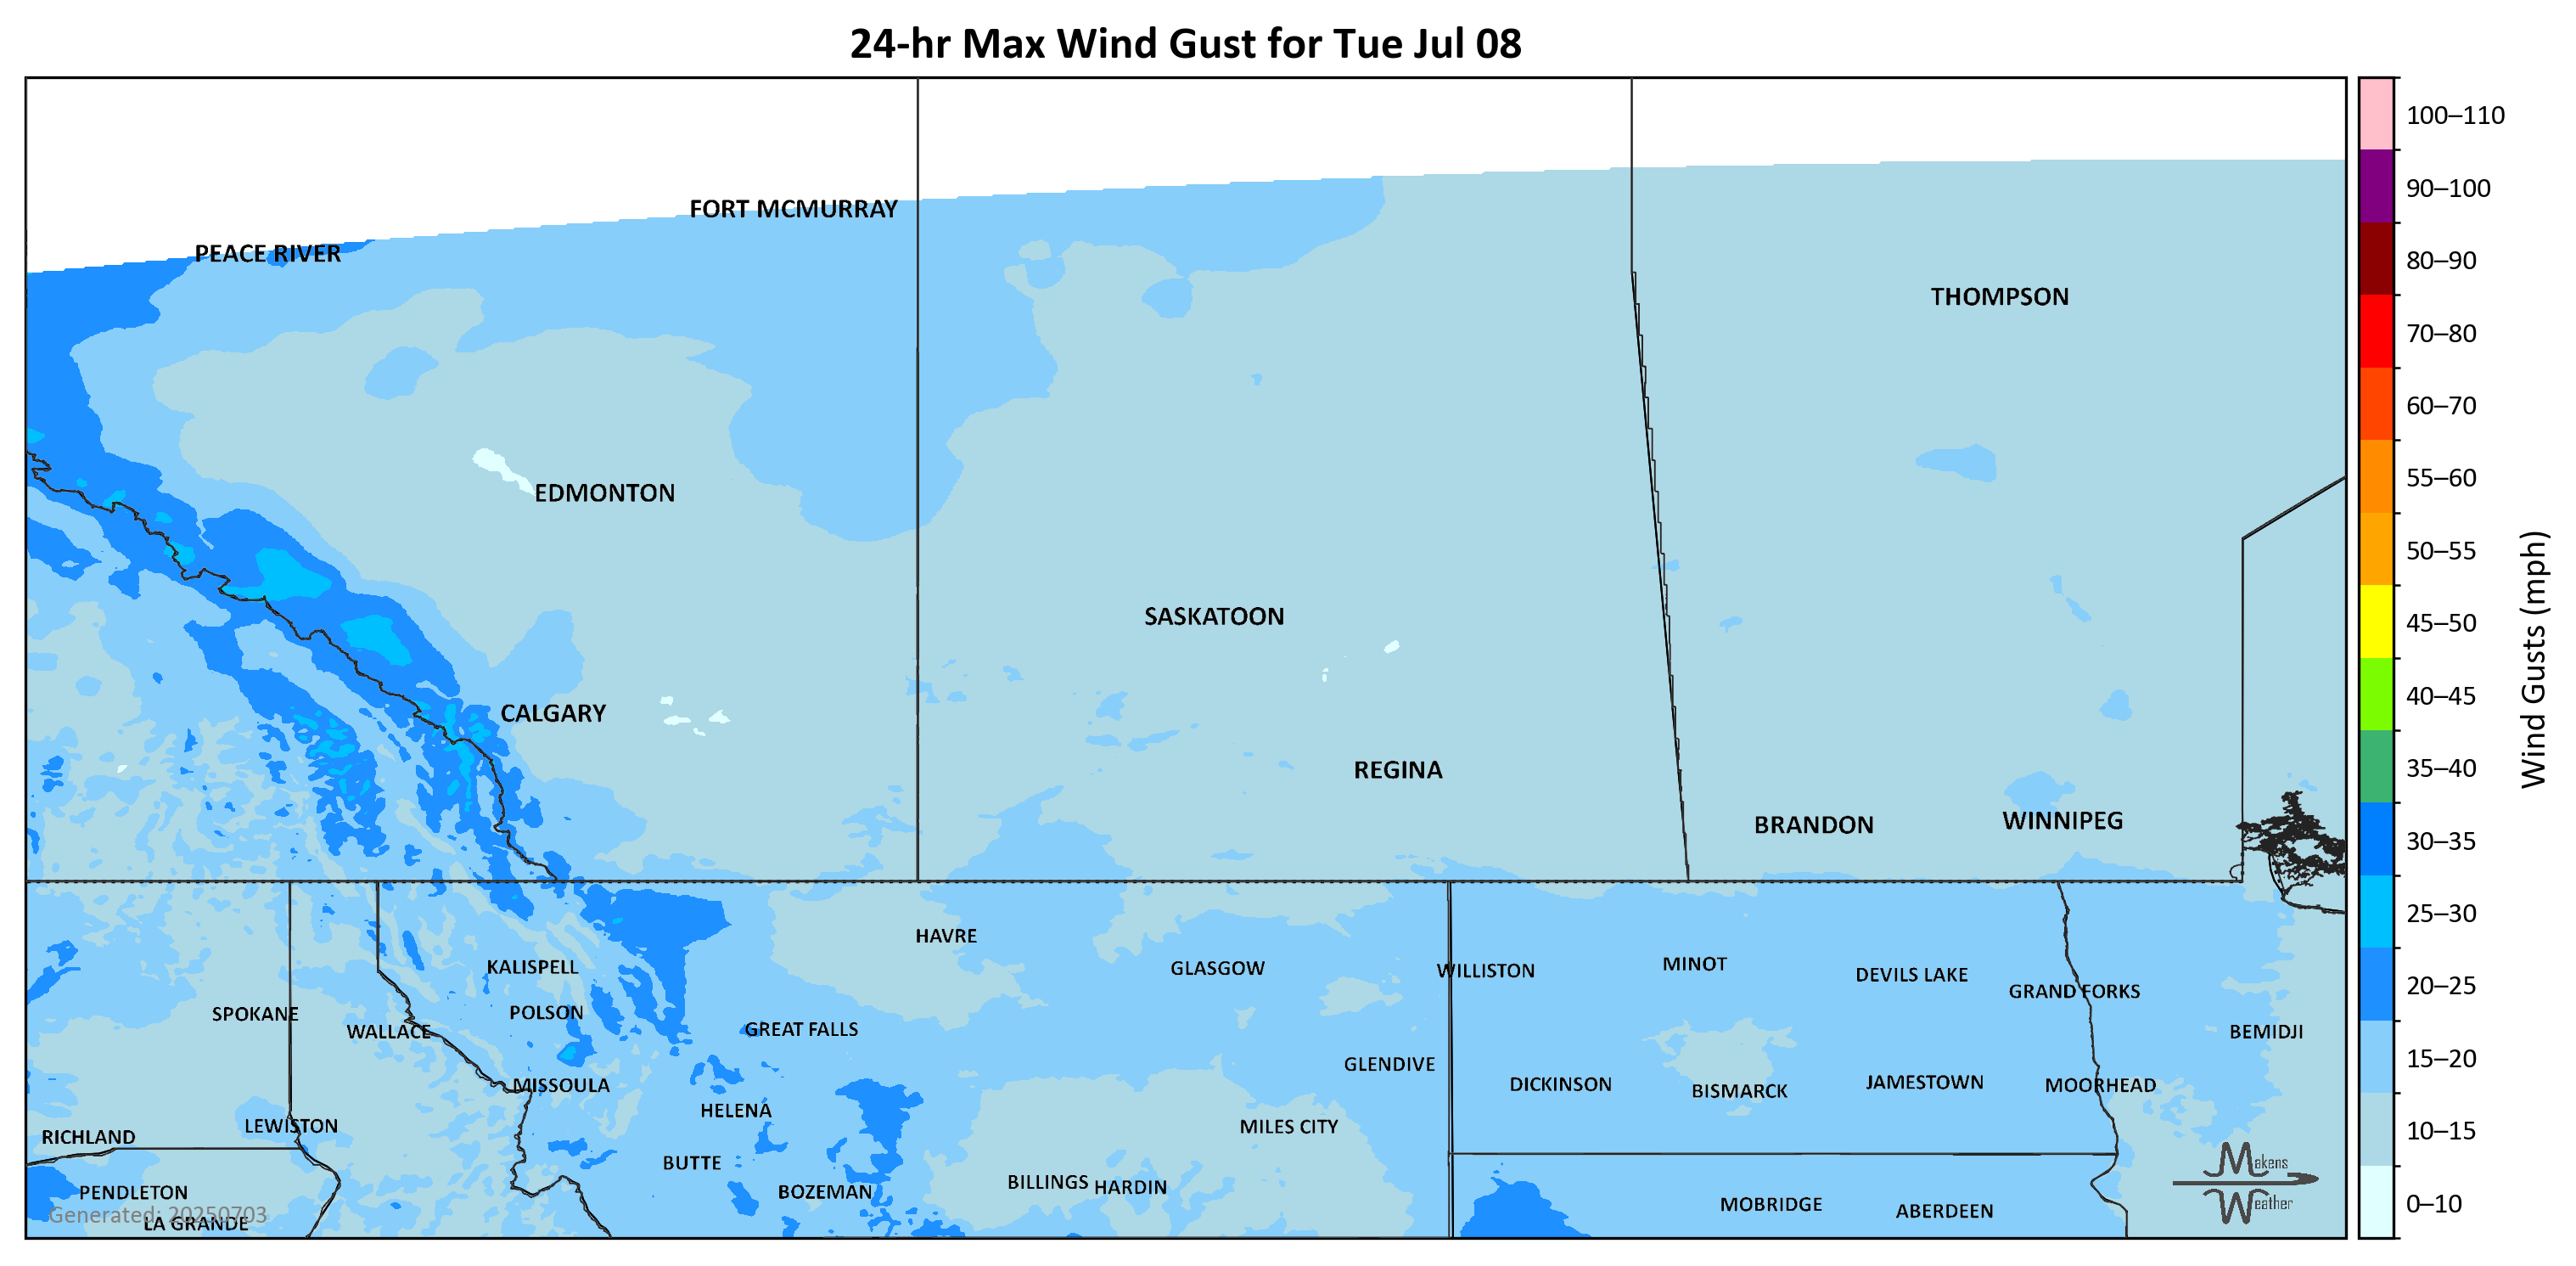 24-hr Max Wind Gust for Tue Jul 08
100–110
90–100
80–90
70–80
60–70
55–60
50–55
45–50
40–45
35–40
30–35
25–30
20–25
15–20
10–15
0–10
Wind Gusts (mph)
FORT MCMURRAY
PEACE RIVER
THOMPSON
EDMONTON
SASKATOON
CALGARY
REGINA
BRANDON
WINNIPEG
HAVRE
KALISPELL
GLASGOW
WILLISTON
MINOT
DEVILS LAKE
GRAND FORKS
SPOKANE
POLSON
WALLACE
GREAT FALLS
BEMIDJI
GLENDIVE
MISSOULA
DICKINSON
BISMARCK
JAMESTOWN
MOORHEAD
HELENA
LEWISTON
MILES CITY
RICHLAND
BUTTE
BILLINGS
HARDIN
PENDLETON
BOZEMAN
MOBRIDGE
ABERDEEN
LA GRANDE
Generated: 20250703
Makens
Weather